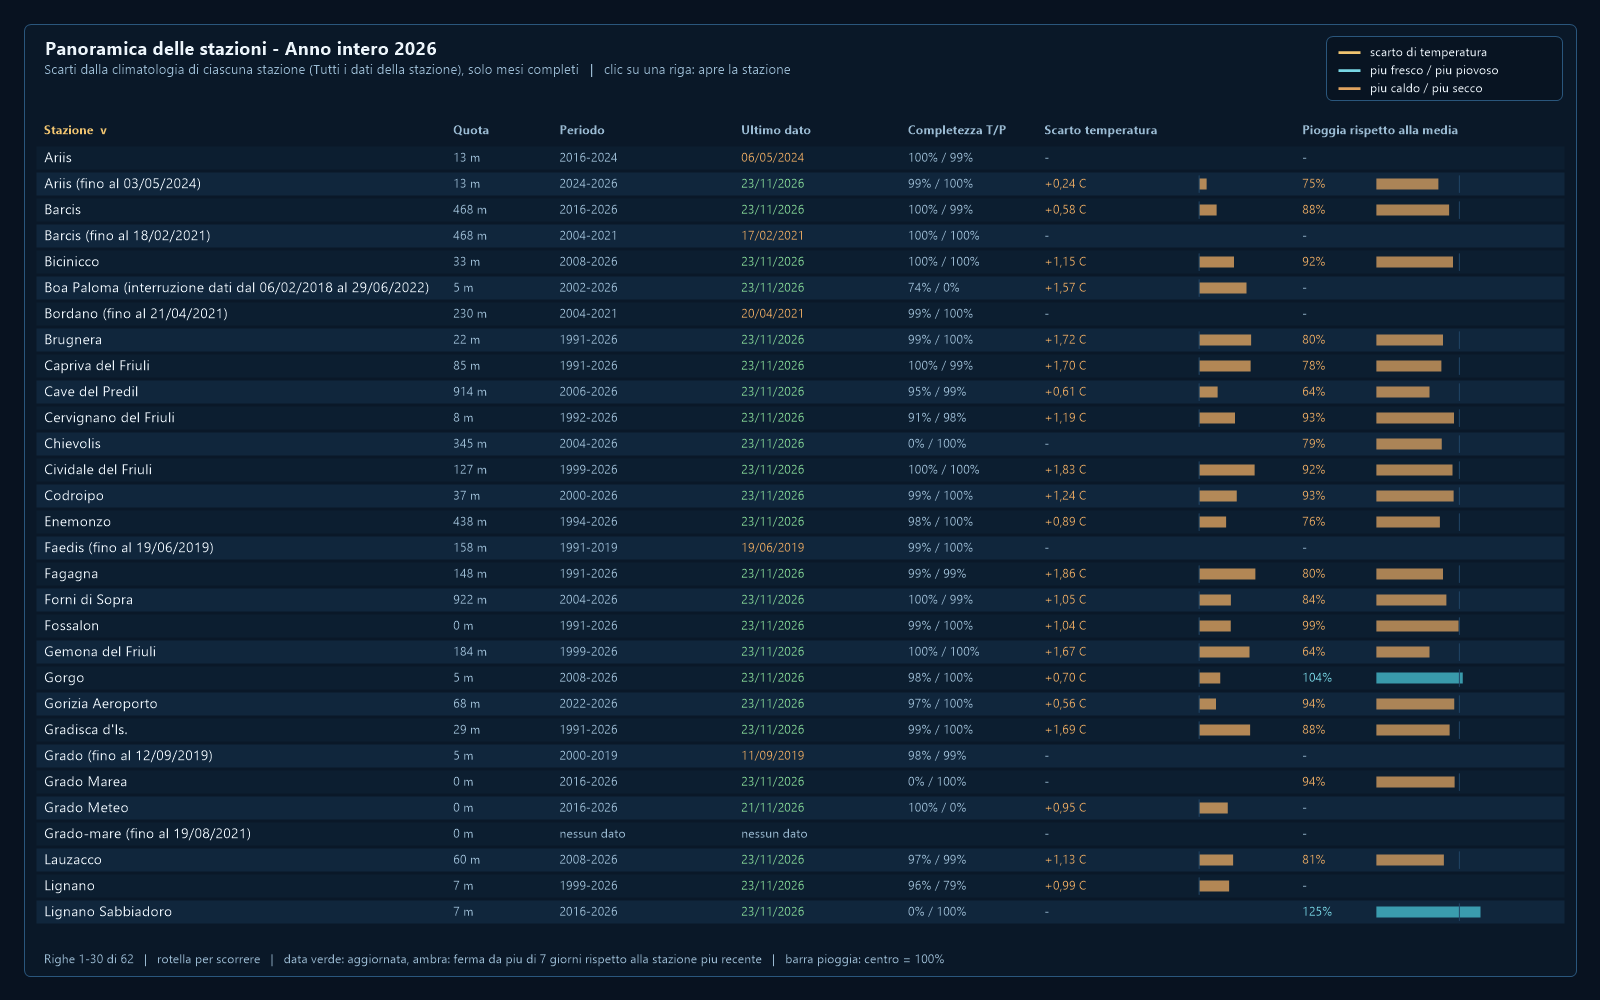 Panoramica delle stazioni - Anno intero 2026
Scarti dalla climatologia di ciascuna stazione (Tutti i dati della stazione), solo mesi completi | clic su una riga: apre la stazione
scarto di temperatura
piu fresco / piu piovoso
piu caldo / piu secco
Stazione v Quota Periodo Ultimo dato Completezza T/P Scarto temperatura Pioggia rispetto alla media
Ariis 13 m 2016-2024 06/05/2024 100% / 99% - -
Ariis (fino al 03/05/2024) 13 m 2024-2026 23/11/2026 99% / 100% +0,24 C 75%
Barcis 468 m 2016-2026 23/11/2026 100% / 99% +0,58 C 88%
Barcis (fino al 18/02/2021) 468 m 2004-2021 17/02/2021 100% / 100% - -
Bicinicco 33 m 2008-2026 23/11/2026 100% / 100% +1,15 C 92%
Boa Paloma (interruzione dati dal 06/02/2018 al 29/06/2022) 5 m 2002-2026 23/11/2026 74% / 0% +1,57 C -
Bordano (fino al 21/04/2021) 230 m 2004-2021 20/04/2021 99% / 100% - -
Brugnera 22 m 1991-2026 23/11/2026 99% / 100% +1,72 C 80%
Capriva del Friuli 85 m 1991-2026 23/11/2026 100% / 99% +1,70 C 78%
Cave del Predil 914 m 2006-2026 23/11/2026 95% / 99% +0,61 C 64%
Cervignano del Friuli 8 m 1992-2026 23/11/2026 91% / 98% +1,19 C 93%
Chievolis 345 m 2004-2026 23/11/2026 0% / 100% - 79%
Cividale del Friuli 127 m 1999-2026 23/11/2026 100% / 100% +1,83 C 92%
Codroipo 37 m 2000-2026 23/11/2026 99% / 100% +1,24 C 93%
Enemonzo 438 m 1994-2026 23/11/2026 98% / 100% +0,89 C 76%
Faedis (fino al 19/06/2019) 158 m 1991-2019 19/06/2019 99% / 100% - -
Fagagna 148 m 1991-2026 23/11/2026 99% / 99% +1,86 C 80%
Forni di Sopra 922 m 2004-2026 23/11/2026 100% / 99% +1,05 C 84%
Fossalon 0 m 1991-2026 23/11/2026 99% / 100% +1,04 C 99%
Gemona del Friuli 184 m 1999-2026 23/11/2026 100% / 100% +1,67 C 64%
Gorgo 5 m 2008-2026 23/11/2026 98% / 100% +0,70 C 104%
Gorizia Aeroporto 68 m 2022-2026 23/11/2026 97% / 100% +0,56 C 94%
Gradisca d'Is. 29 m 1991-2026 23/11/2026 99% / 100% +1,69 C 88%
Grado (fino al 12/09/2019) 5 m 2000-2019 11/09/2019 98% / 99% - -
Grado Marea 0 m 2016-2026 23/11/2026 0% / 100% - 94%
Grado Meteo 0 m 2016-2026 21/11/2026 100% / 0% +0,95 C -
Grado-mare (fino al 19/08/2021) 0 m nessun dato nessun dato - -
Lauzacco 60 m 2008-2026 23/11/2026 97% / 99% +1,13 C 81%
Lignano 7 m 1999-2026 23/11/2026 96% / 79% +0,99 C -
Lignano Sabbiadoro 7 m 2016-2026 23/11/2026 0% / 100% - 125%
Righe 1-30 di 62 | rotella per scorrere | data verde: aggiornata, ambra: ferma da piu di 7 giorni rispetto alla stazione piu recente | barra pioggia: centro = 100%